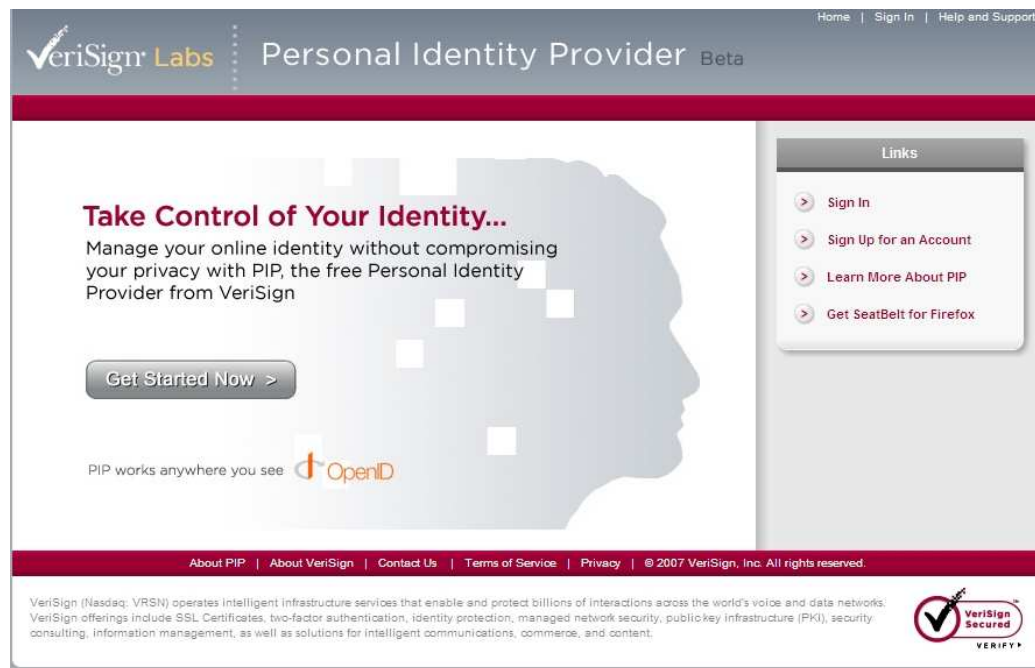 Home | Sign In | Help and Support
VeriSign Labs Personal Identity Provider Beta
Links
Sign In
Sign Up for an Account
Learn More About PIP
Get SeatBelt for Firefox
Take Control of Your Identity...
Manage your online identity without compromising
your privacy with PIP, the free Personal Identity
Provider from VeriSign
Get Started Now >
PIP works anywhere you see OpenID
About PIP | About VeriSign | Contact Us | Terms of Service | Privacy | © 2007 VeriSign, Inc. All rights reserved.
VeriSign (Nasdaq: VRSN) operates intelligent infrastructure services that enable and protect billions of interactions across the world's voice and data networks.
VeriSign offerings include SSL Certificates, two-factor authentication, identity protection, managed network security, public key infrastructure (PKI), security
consulting, information management, as well as solutions for intelligent communications, commerce, and content.
VeriSign
Secured
VERIFY